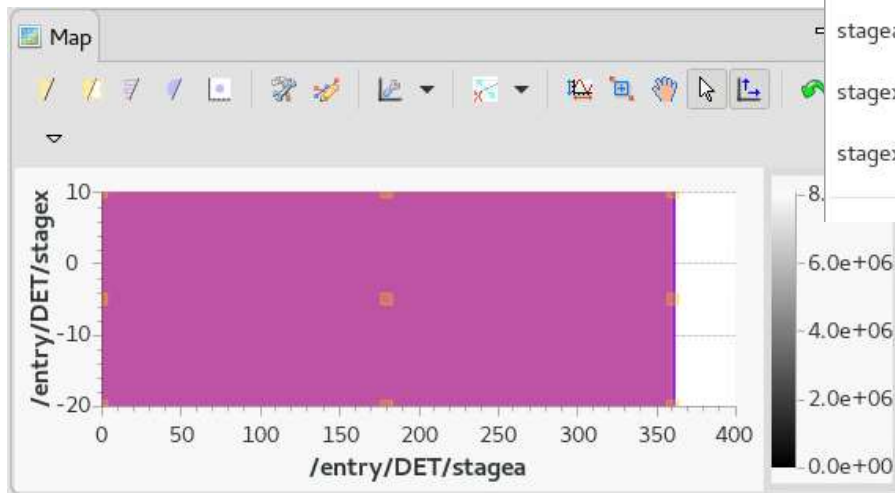 Map
stagea
stagex
stagex
/entry/DET/stagex
10
0
-10
-20
0 50 100 150 200 250 300 350 400
/entry/DET/stagea
8.
6.0e+06
4.0e+06
2.0e+06
0.0e+00